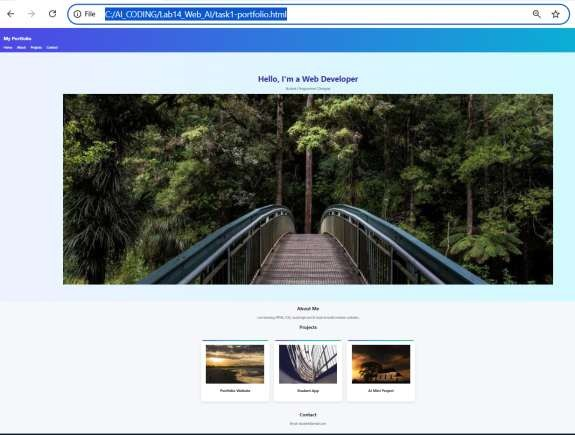 File C:/AI_CODING/Lab14_Web_AI/task1-portfolio.html
My Portfolio
Home About Projects Contact
Hello, I'm a Web Developer
About Me
Projects
Portfolio Website Student App AI Mini Project
Contact